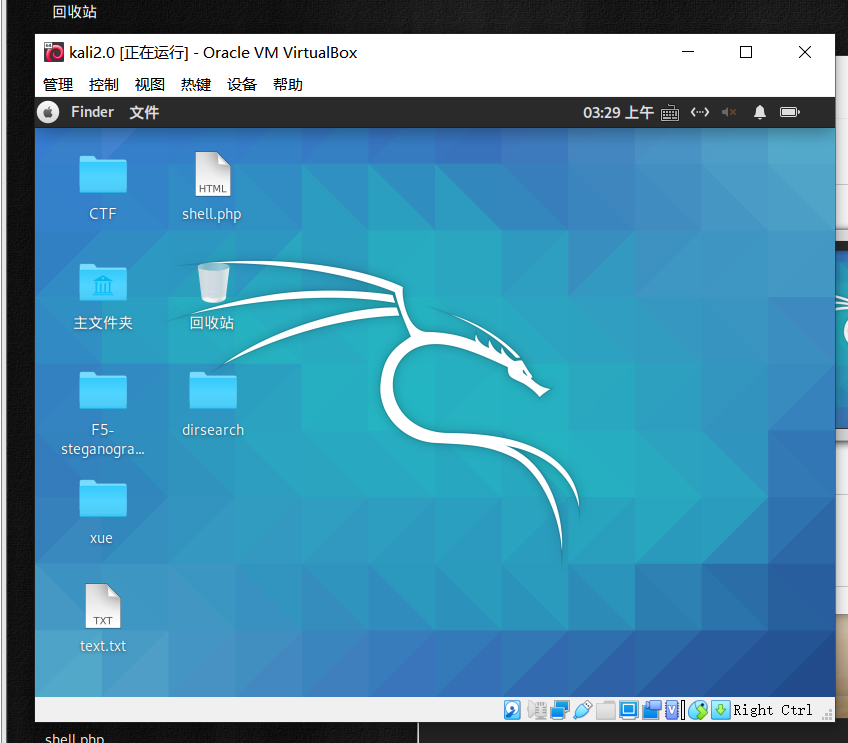 回收站
kali2.0 [正在运行] - Oracle VM VirtualBox
管理 控制 视图 热键 设备 帮助
Finder 文件 03:29 上午
HTML
CTF shell.php
主文件夹 回收站
F5-
steganogra... dirsearch
xue
TXT
text.txt
Right Ctrl
shell.php